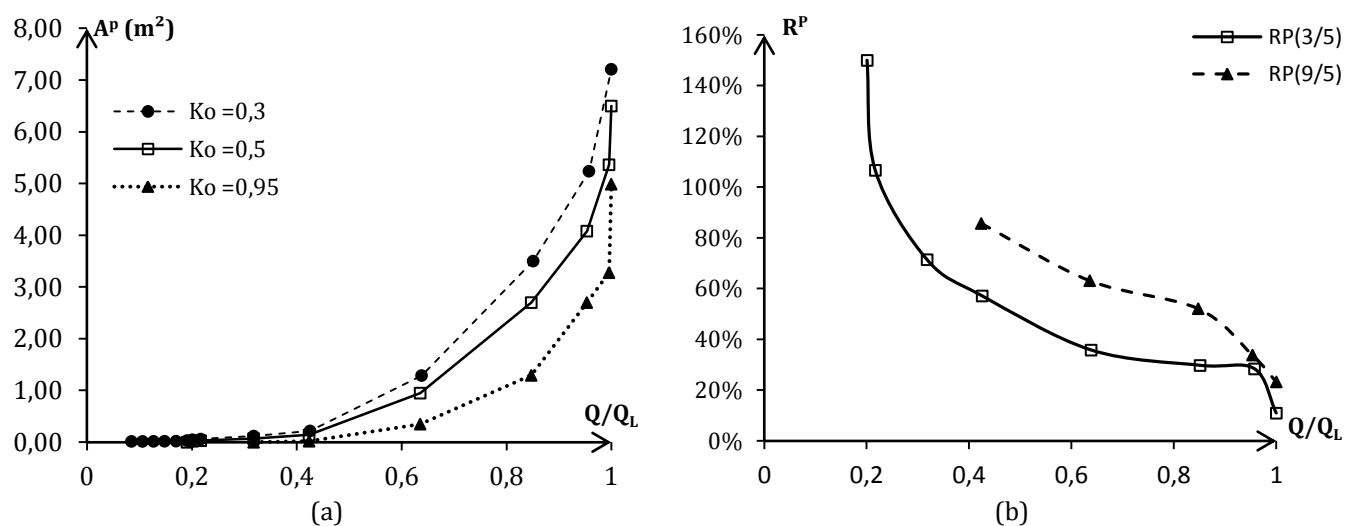 Aᵖ (m²)
8,00
7,00
6,00
5,00
4,00
3,00
2,00
1,00
0,00
Ko =0,3
Ko =0,5
Ko =0,95
Q/Q_L
0 0,2 0,4 0,6 0,8 1
(a)
Rᴾ
160%
140%
120%
100%
80%
60%
40%
20%
0%
RP(3/5)
RP(9/5)
Q/Q_L
0 0,2 0,4 0,6 0,8 1
(b)